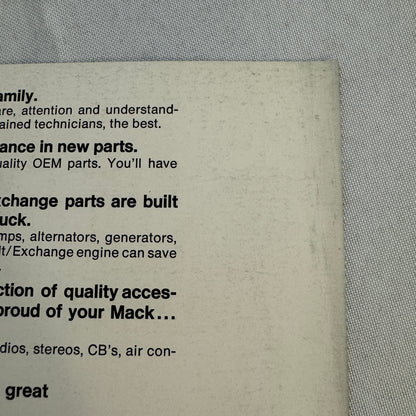 amily.
are, attention and understand-
ained technicians, the best.
ance in new parts.
uality OEM parts. You'll have
xchange parts are built
uck.
mps, alternators, generators,
lt/Exchange engine can save
ction of quality acces-
proud of your Mack...
dios, stereos, CB's, air con-
great